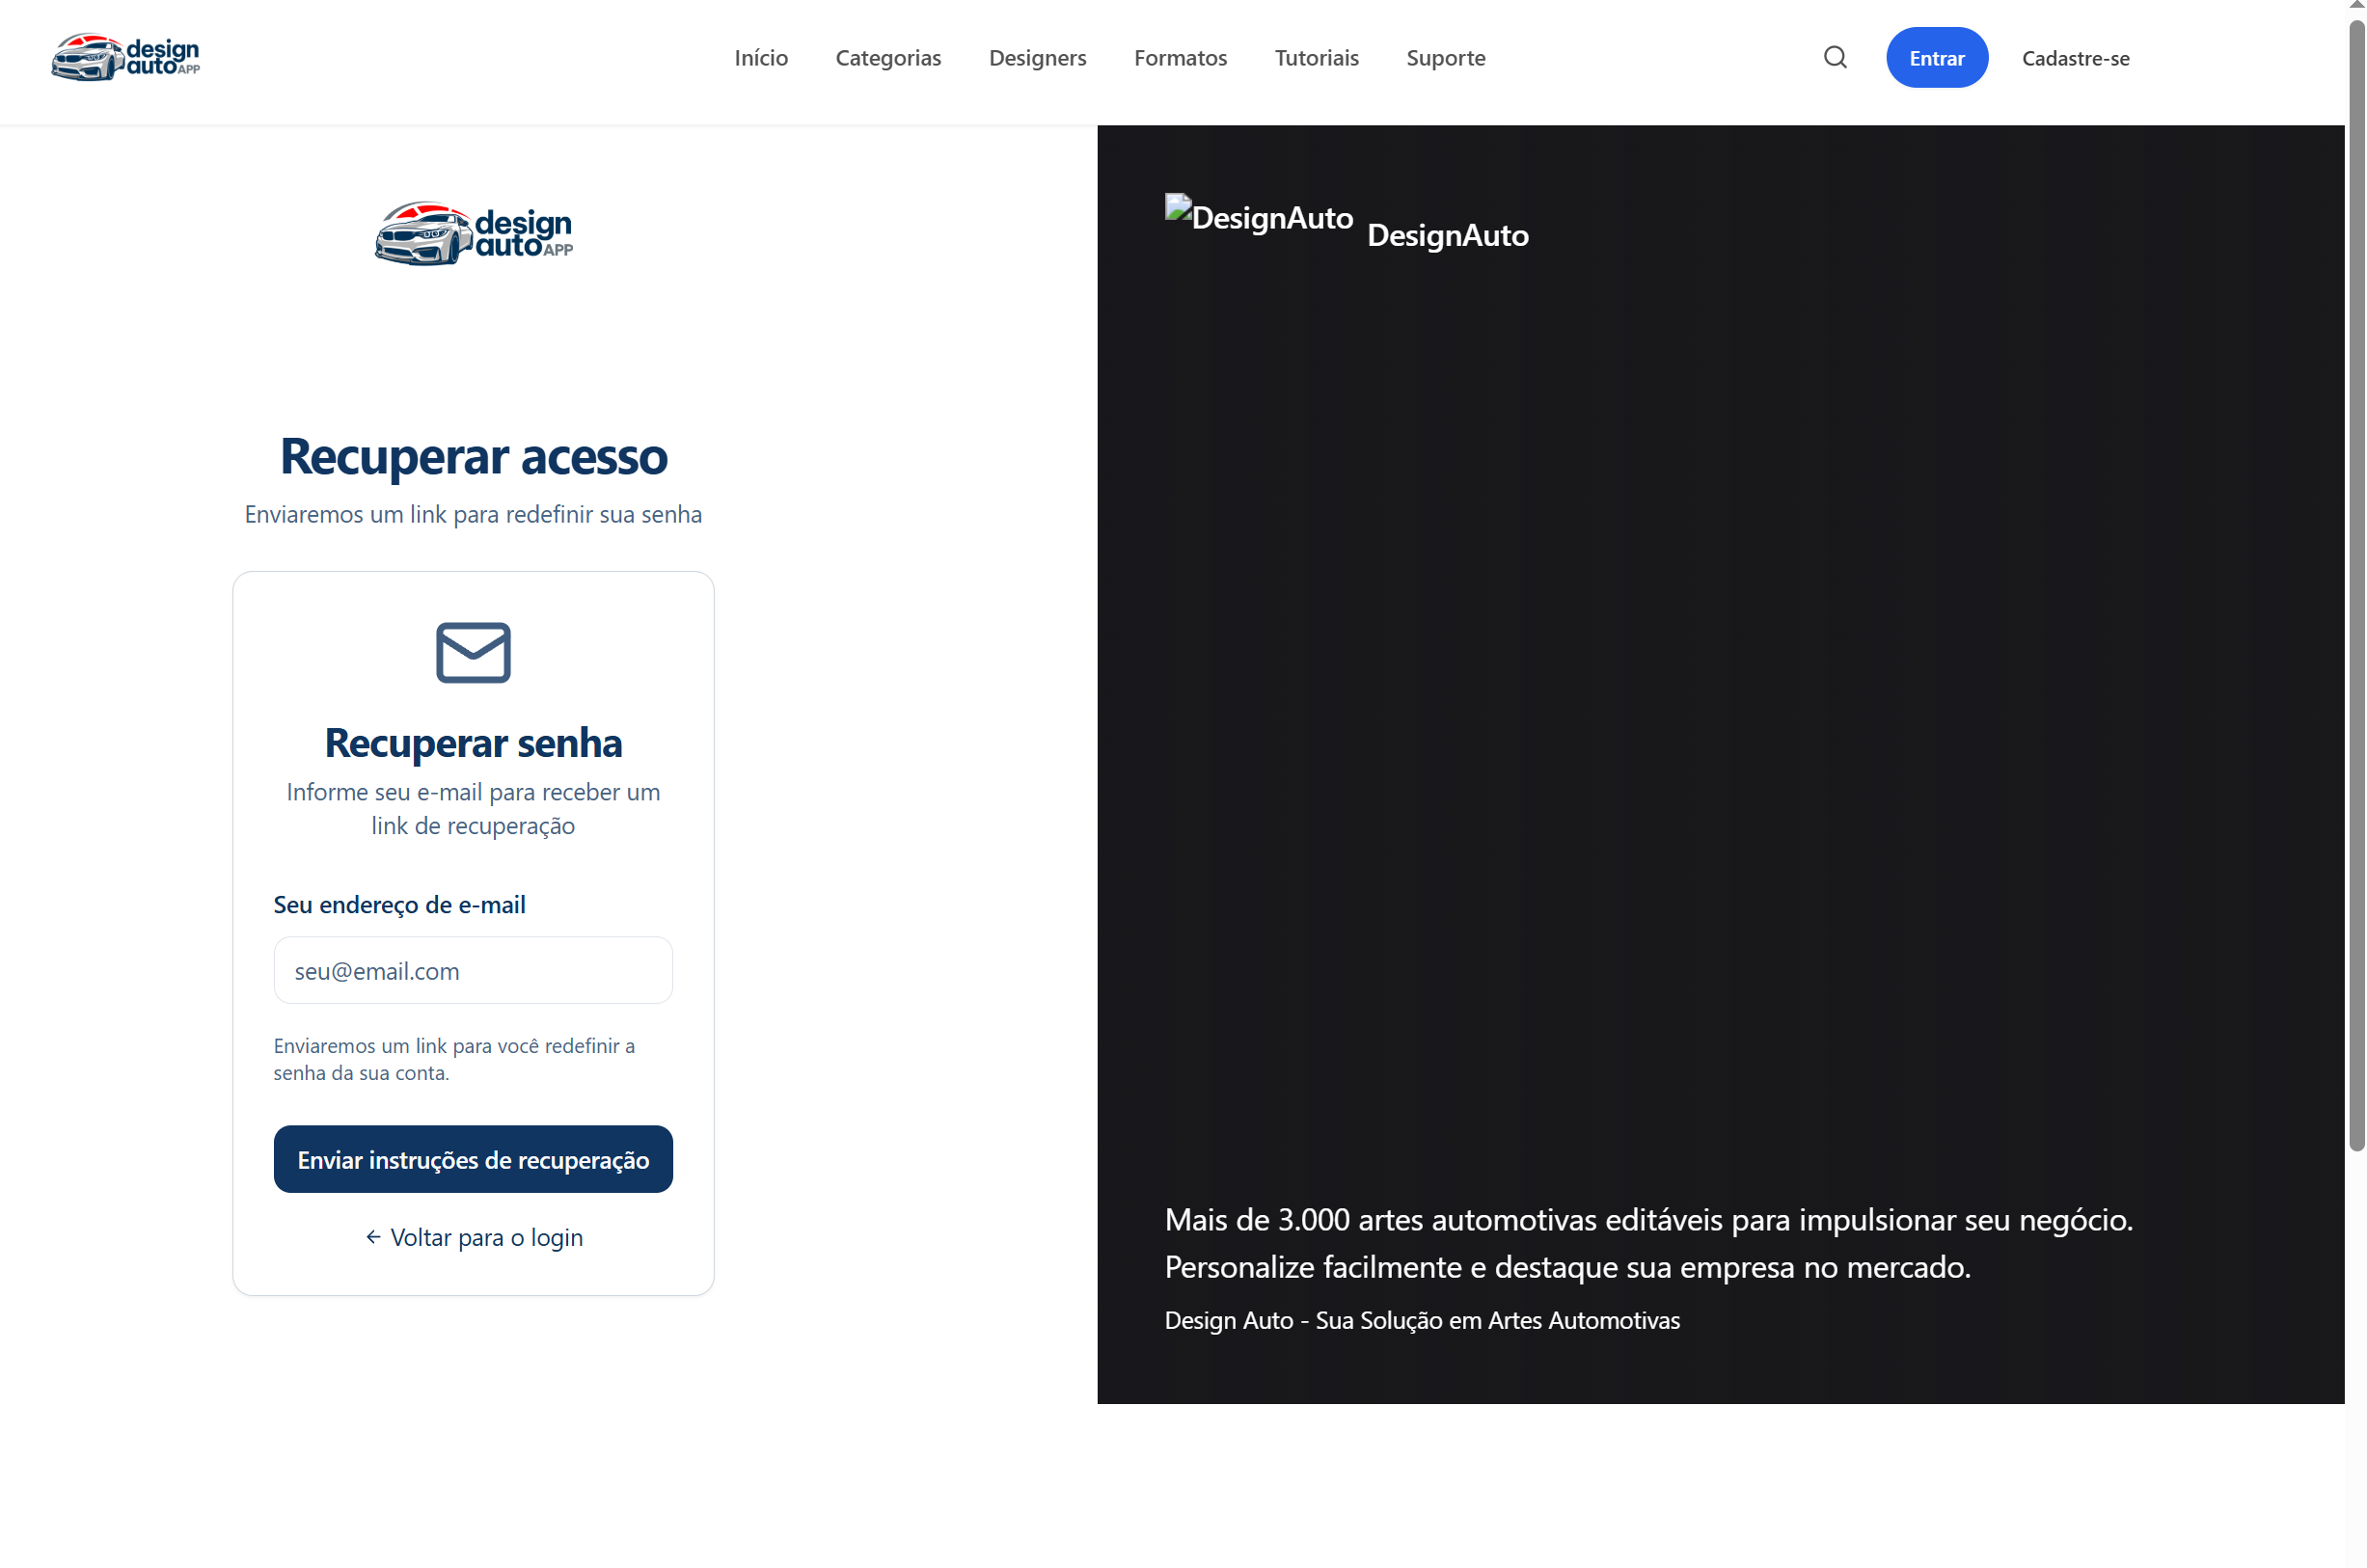 design
autoAPP
Início
Categorias
Designers
Formatos
Tutoriais
Suporte
Entrar
Cadastre-se
design
autoAPP
Recuperar acesso
Enviaremos um link para redefinir sua senha
Recuperar senha
Informe seu e-mail para receber um
link de recuperação
Seu endereço de e-mail
seu@email.com
Enviaremos um link para você redefinir a
senha da sua conta.
Enviar instruções de recuperação
← Voltar para o login
DesignAuto
DesignAuto
Mais de 3.000 artes automotivas editáveis para impulsionar seu negócio.
Personalize facilmente e destaque sua empresa no mercado.
Design Auto - Sua Solução em Artes Automotivas